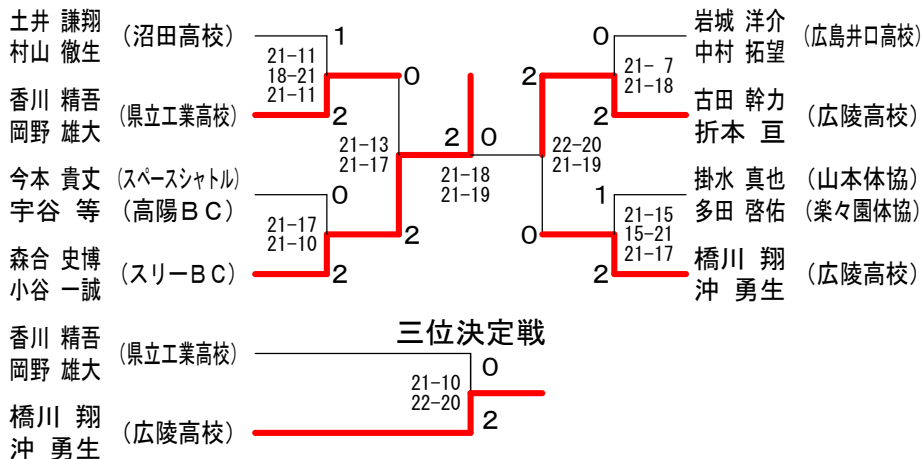 土井 謙翔
村山 徹生
(沼田高校)
1
21-11
18-21
21-11
香川 精吾
岡野 雄大
(県立工業高校)
2
0
21-13
21-17
今本 貴丈
(スペースシャトル)
宇谷 等
(高陽BC)
0
21-17
21-10
森合 史博
小谷 一誠
(スリーBC)
2
2
2
0
21-18
21-19
岩城 洋介
中村 拓望
(広島井口高校)
0
21- 7
21-18
古田 幹力
折本 亘
(広陵高校)
2
2
22-20
21-19
掛水 真也
(山本体協)
多田 啓佑
(楽々園体協)
1
21-15
15-21
21-17
橋川 翔
沖 勇生
(広陵高校)
2
0
三位決定戦
香川 精吾
岡野 雄大
(県立工業高校)
0
21-10
22-20
橋川 翔
沖 勇生
(広陵高校)
2